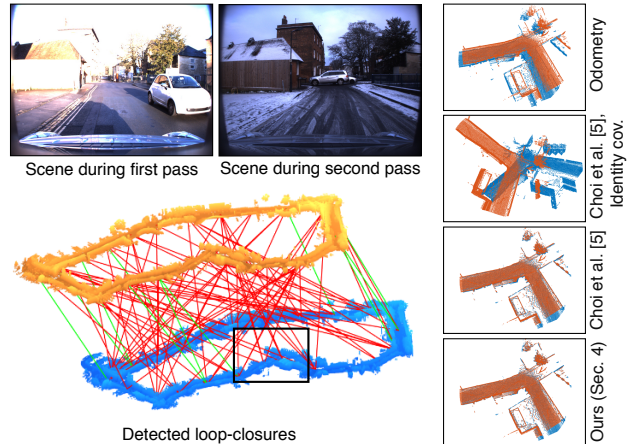 Scene during first pass
Scene during second pass
Detected loop-closures
Odometry
Choi et al. [5],
Identity cov.
Choi et al. [5]
Ours (Sec. 4)